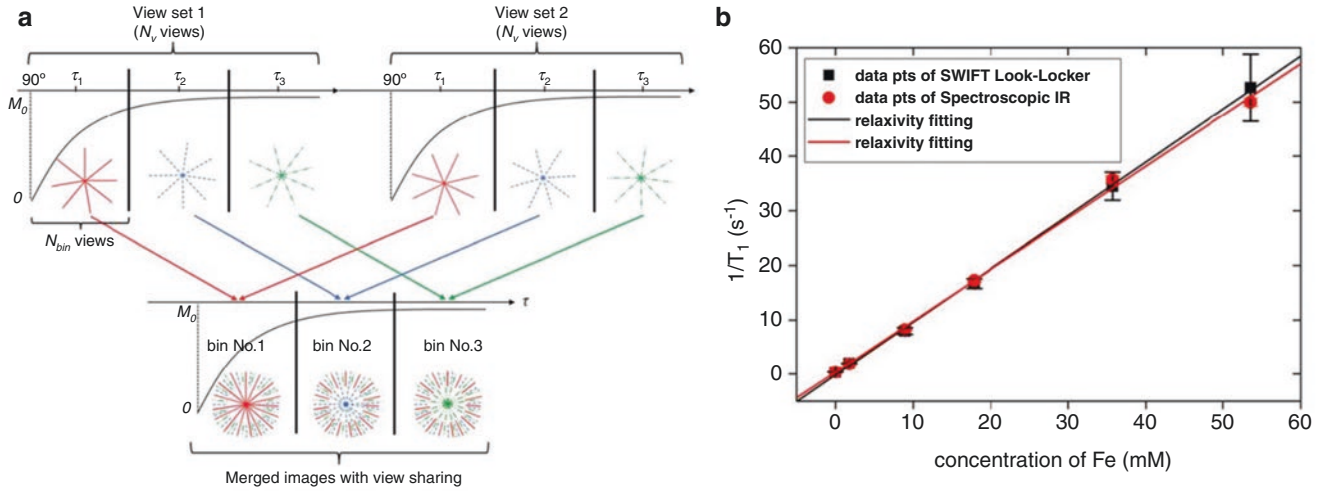 a
View set 1
(Nv views)
View set 2
(Nv views)
90° τ1 τ2 τ3
90° τ1 τ2 τ3
M0
0
Nbin views
τ
M0
bin No.1 bin No.2 bin No.3
0
Merged images with view sharing
b
60
50
40
30
20
10
0
1/T1 (s-1)
data pts of SWIFT Look-Locker
data pts of Spectroscopic IR
relaxivity fitting
relaxivity fitting
0 10 20 30 40 50 60
concentration of Fe (mM)